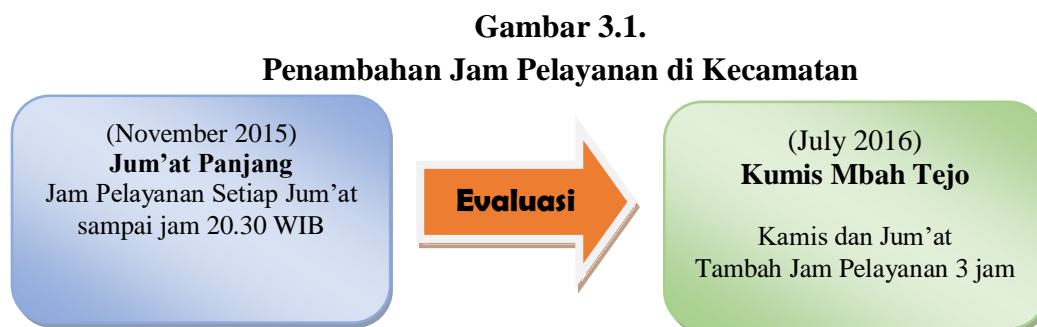 Gambar 3.1.
Penambahan Jam Pelayanan di Kecamatan
(November 2015)
Jum’at Panjang
Jam Pelayanan Setiap Jum’at
sampai jam 20.30 WIB
Evaluasi
(July 2016)
Kumis Mbah Tejo
Kamis dan Jum’at
Tambah Jam Pelayanan 3 jam